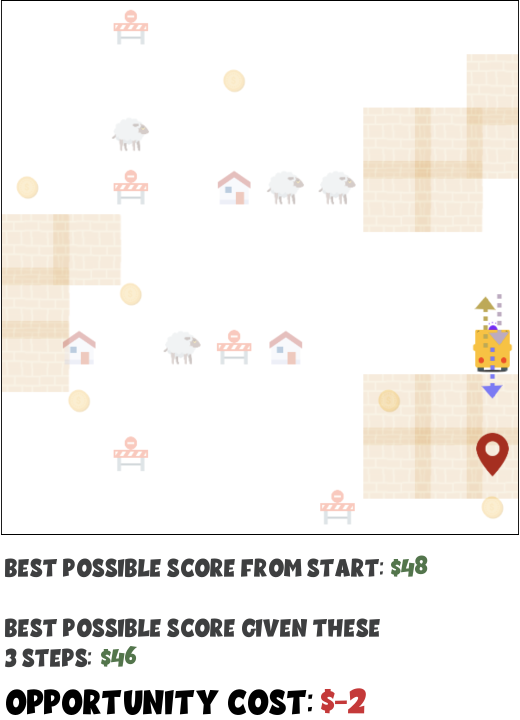 BEST POSSIBLE SCORE FROM START: $48
BEST POSSIBLE SCORE GIVEN THESE
3 STEPS: $46
OPPORTUNITY COST: $-2